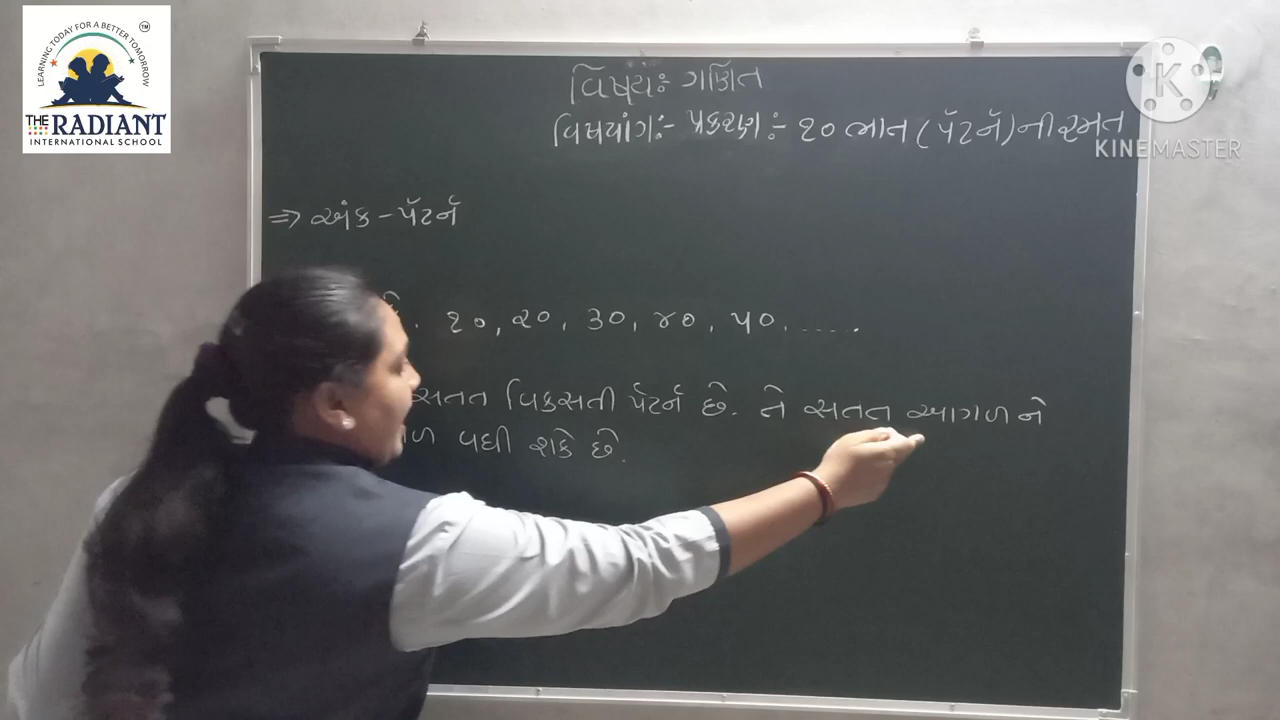 LEARNING TODAY FOR A BETTER TOMORROW
TM
THE RADIANT
INTERNATIONAL SCHOOL
K
KINEMASTER
વિષયઃ ગણિત
વિષયાંગઃ- પ્રકરણઃ- ૧૦ ભાત (પૅટર્ન) ની રમત
⇒ અંક - પૅટર્ન
૧૦, ૨૦, ૩૦, ૪૦, ૫૦, .....
સતત વિકસતી પૅટર્ન છે. તે સતત આગળ ને
વધી શકે છે.